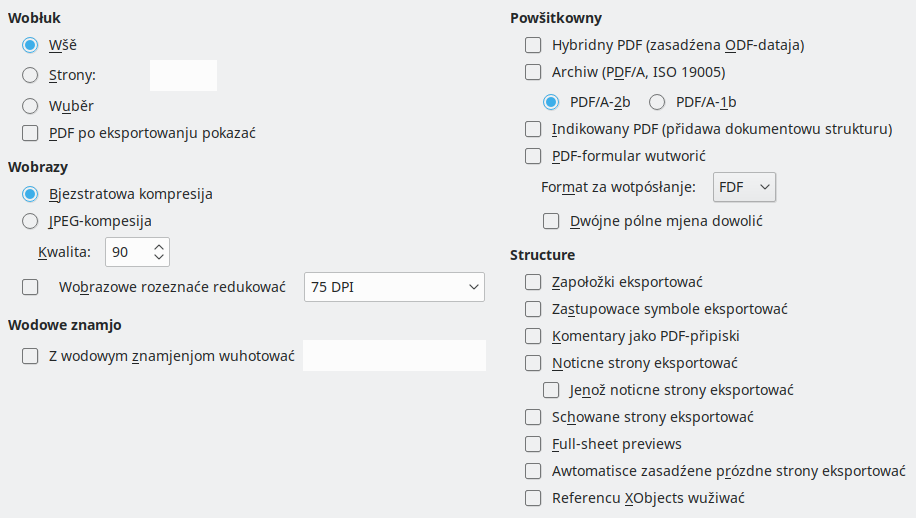 Wobłuk
Wšě
Strony:
Wuběr
PDF po eksportowanju pokazać
Wobrazy
Bjezstratowa kompresija
JPEG-kompesija
Kwalita: 90
Wobrazowe rozeznaće redukować 75 DPI
Wodowe znamjo
Z wodowym znamjenjom wuhotować
Powšitkowny
Hybridny PDF (zasadźena ODF-dataja)
Archiw (PDF/A, ISO 19005)
PDF/A-2b PDF/A-1b
Indikowany PDF (přidawa dokumentowu strukturu)
PDF-formular wutworić
Format za wotpósłanje: FDF
Dwójne pólne mjena dowolić
Structure
Zapołožki eksportować
Zastupowace symbole eksportować
Komentary jako PDF-připiski
Noticne strony eksportować
Jenož noticne strony eksportować
Schowane strony eksportować
Full-sheet previews
Awtomatisce zasadźene prózdne strony eksportować
Referencu XObjects wužiwać